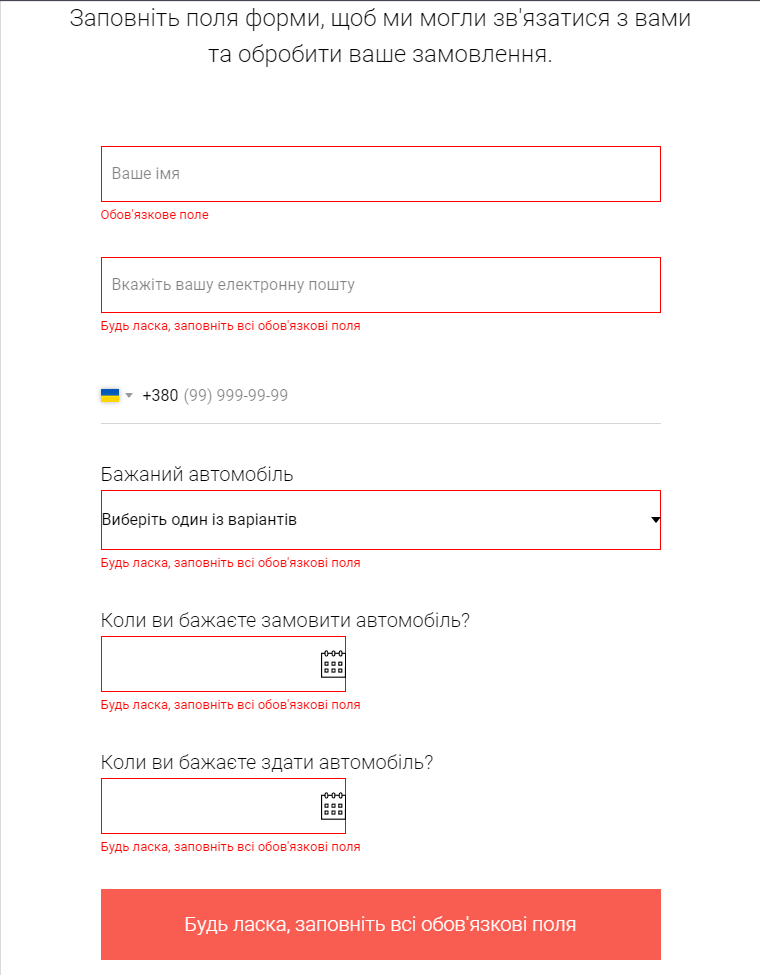 Заповніть поля форми, щоб ми могли зв'язатися з вами
та обробити ваше замовлення.
Ваше імя
Обов'язкове поле
Вкажіть вашу електронну пошту
Будь ласка, заповніть всі обов'язкові поля
+380 (99) 999-99-99
Бажаний автомобіль
Виберіть один із варіантів
Будь ласка, заповніть всі обов'язкові поля
Коли ви бажаєте замовити автомобіль?
Будь ласка, заповніть всі обов'язкові поля
Коли ви бажаєте здати автомобіль?
Будь ласка, заповніть всі обов'язкові поля
Будь ласка, заповніть всі обов'язкові поля